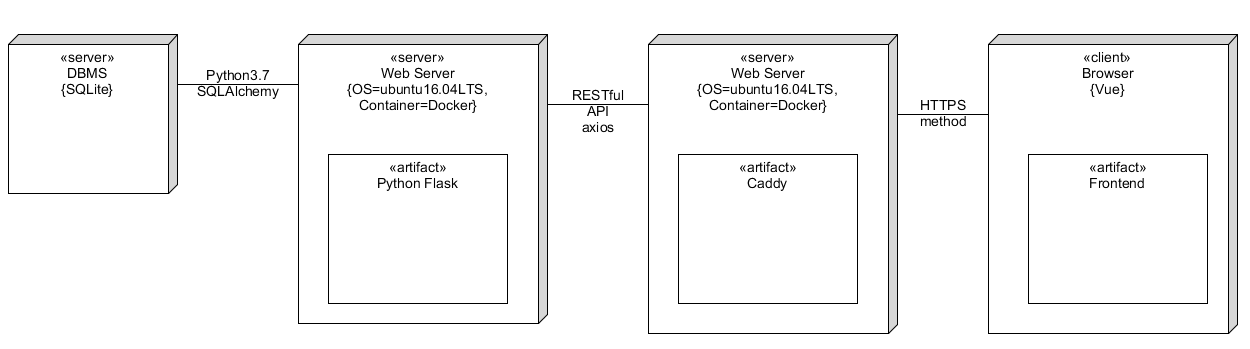 «server»
DBMS
{SQLite}
Python3.7
SQLAlchemy
«server»
Web Server
{OS=ubuntu16.04LTS,
Container=Docker}
«artifact»
Python Flask
RESTful
API
axios
«server»
Web Server
{OS=ubuntu16.04LTS,
Container=Docker}
«artifact»
Caddy
HTTPS
method
«client»
Browser
{Vue}
«artifact»
Frontend